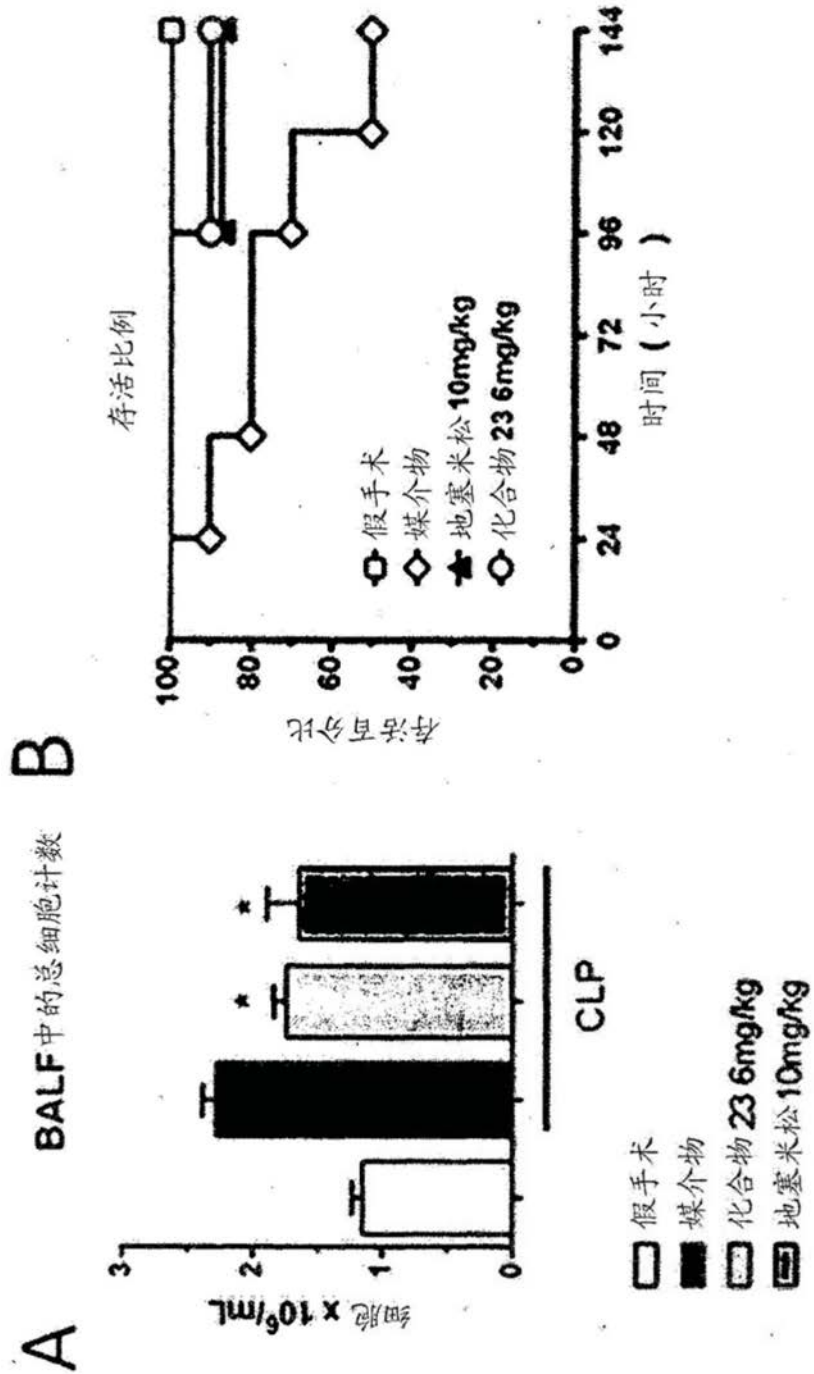 A
BALF 中的总细胞计数
细胞 x 10⁶/mL
3
2
1
0
*
*
CLP
假手术
媒介物
化合物 23 6mg/kg
地塞米松 10mg/kg
B
存活比例
存活百分比
100
80
60
40
20
0
假手术
媒介物
地塞米松 10mg/kg
化合物 23 6mg/kg
0
24
48
72
96
120
144
时间 ( 小时 )